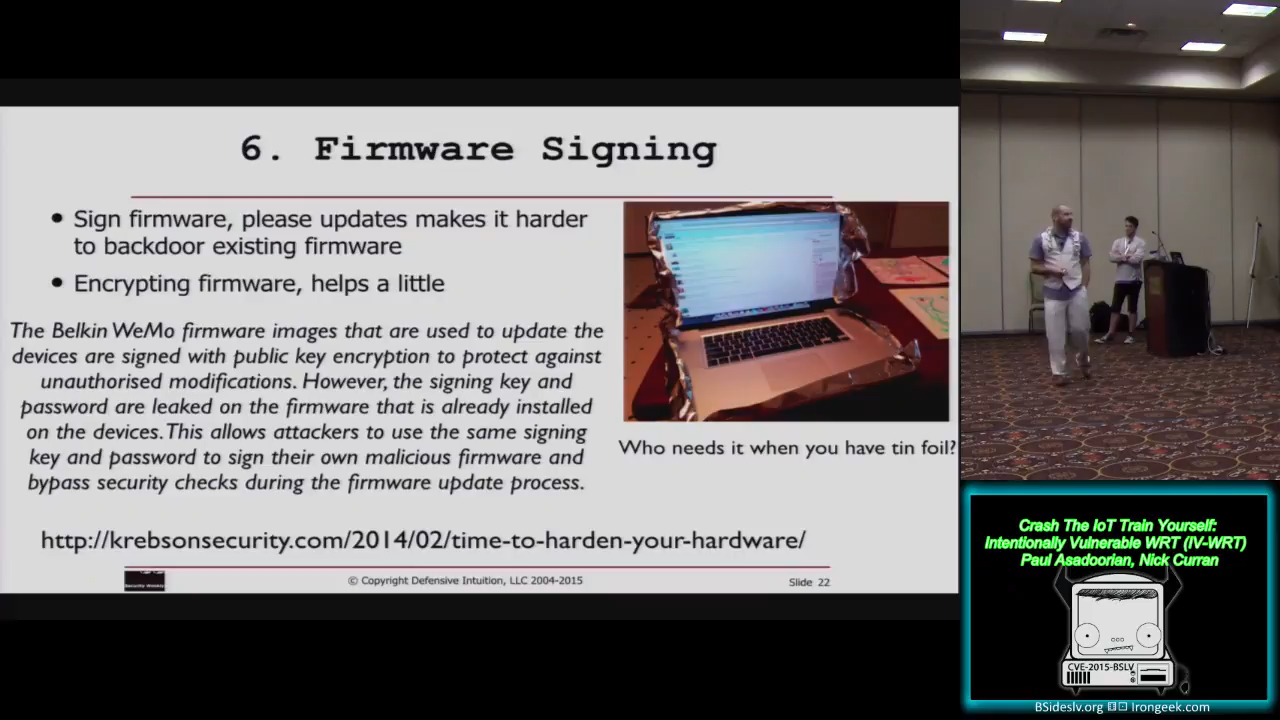 6. Firmware Signing
• Sign firmware, please updates makes it harder
to backdoor existing firmware
• Encrypting firmware, helps a little
The Belkin WeMo firmware images that are used to update the
devices are signed with public key encryption to protect against
unauthorised modifications. However, the signing key and
password are leaked on the firmware that is already installed
on the devices. This allows attackers to use the same signing
key and password to sign their own malicious firmware and
bypass security checks during the firmware update process.
Who needs it when you have tin foil?
http://krebsonsecurity.com/2014/02/time-to-harden-your-hardware/
Security Weekly
© Copyright Defensive Intuition, LLC 2004-2015
Slide 22
Crash The IoT Train Yourself:
Intentionally Vulnerable WRT (IV-WRT)
Paul Asadoorian, Nick Curran
CVE-2015-BSLV
BSideslv.org
Irongeek.com